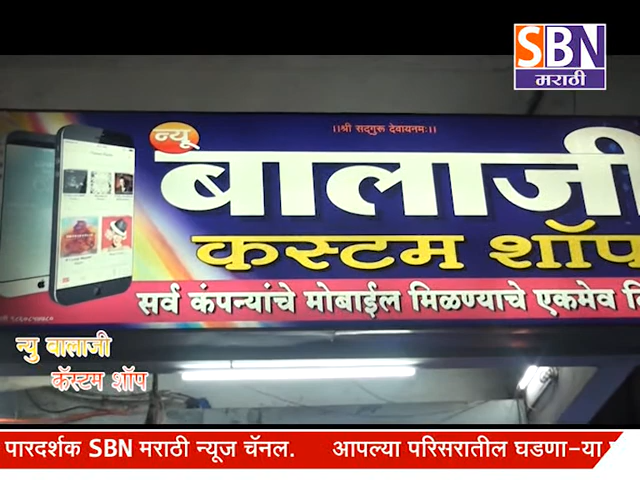 SBN
मराठी
।।श्री सद्गुरू देवायनमः।।
न्यू
बालाजी
कस्टम शॉप
सर्व कंपन्यांचे मोबाईल मिळण्याचे एकमेव
न्यु बालाजी
कॅस्टम शॉप
पारदर्शक SBN मराठी न्यूज चॅनल. आपल्या परिसरातील घडणा-या